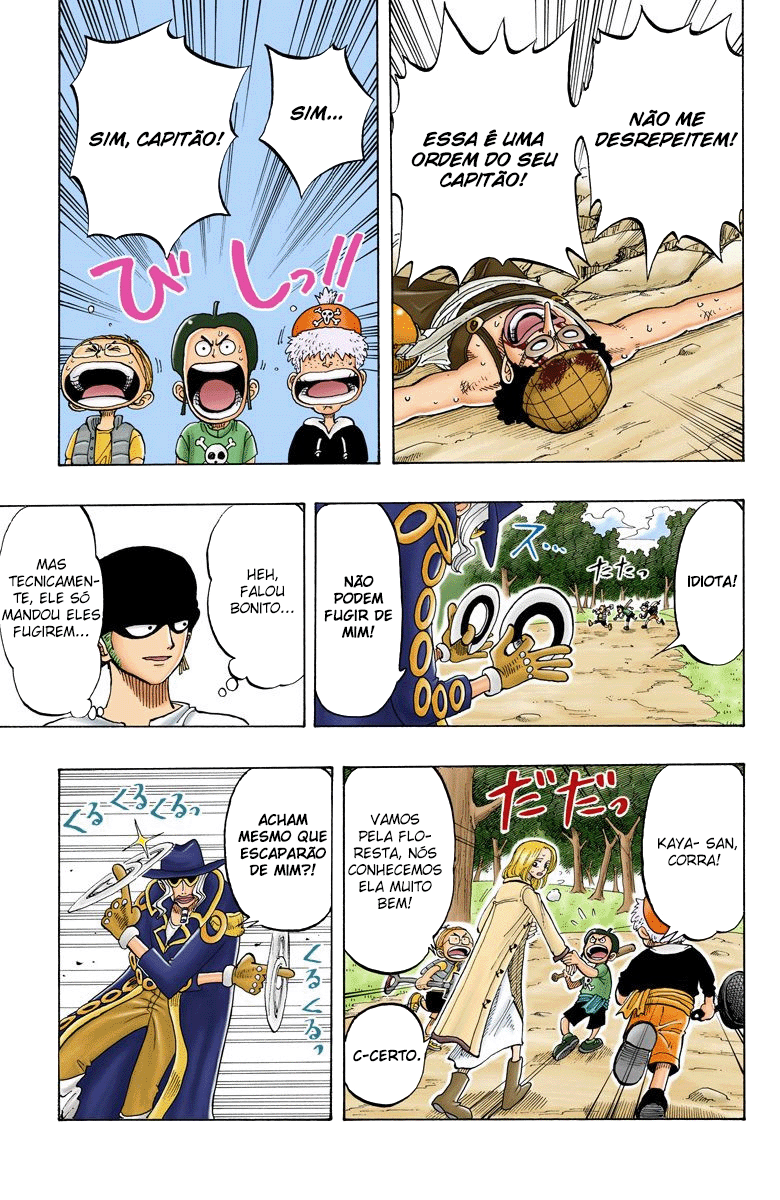 NÃO ME
DESREPEITEM!
ESSA É UMA
ORDEM DO SEU
CAPITÃO!
SIM...
SIM, CAPITÃO!
びしっ!!
IDIOTA!
たたっ
ス...
NÃO
PODEM
FUGIR DE
MIM!
HEH,
FALOU
BONITO...
MAS
TECNICAMEN-
TE, ELE SÓ
MANDOU ELES
FUGIREM...
KAYA- SAN,
CORRA!
だだっ
VAMOS
PELA FLO-
RESTA, NÓS
CONHECEMOS
ELA MUITO
BEM!
C-CERTO.
ACHAM
MESMO QUE
ESCAPARÃO
DE MIM?!
くるくるくるっ
くるくるっ